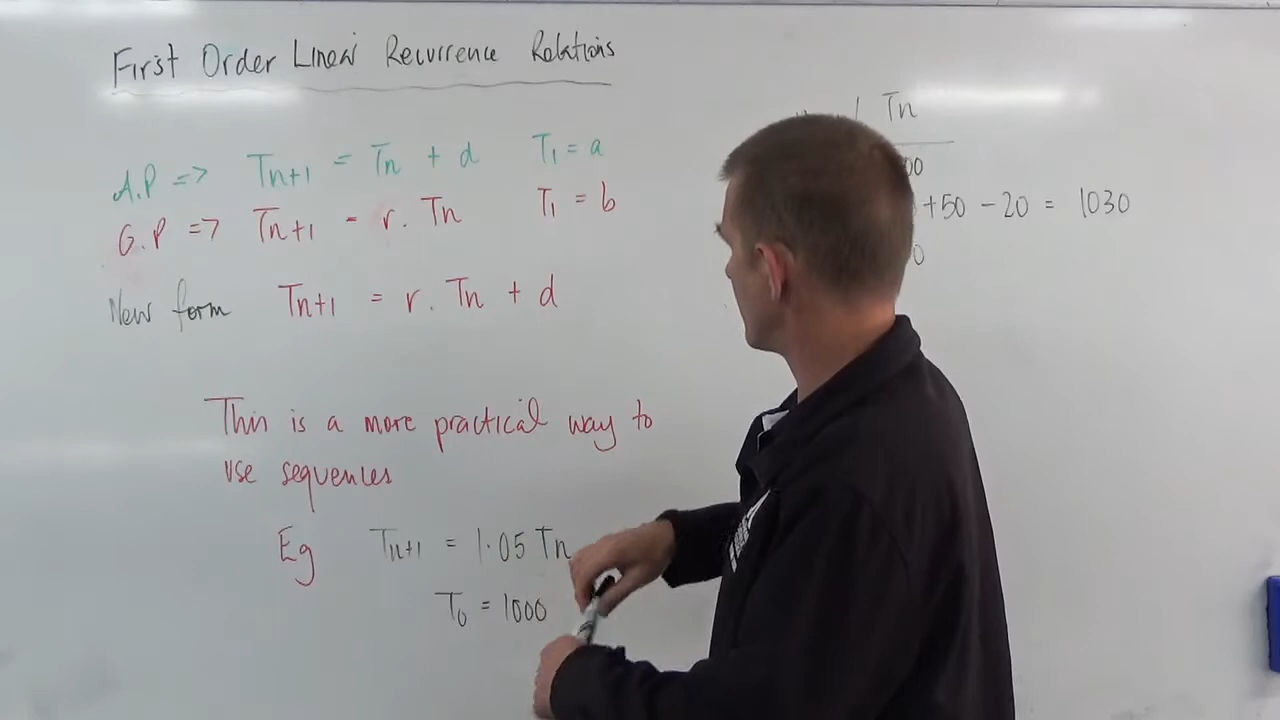 First Order Linear Recurrence Relations
A.P => Tn+1 = Tn + d T1 = a
G.P => Tn+1 = r. Tn T1 = b
New form Tn+1 = r. Tn + d
This is a more practical way to
use sequences
Eg Tn+1 = 1.05 Tn
T0 = 1000
Tn
00
+50 - 20 = 1030
0